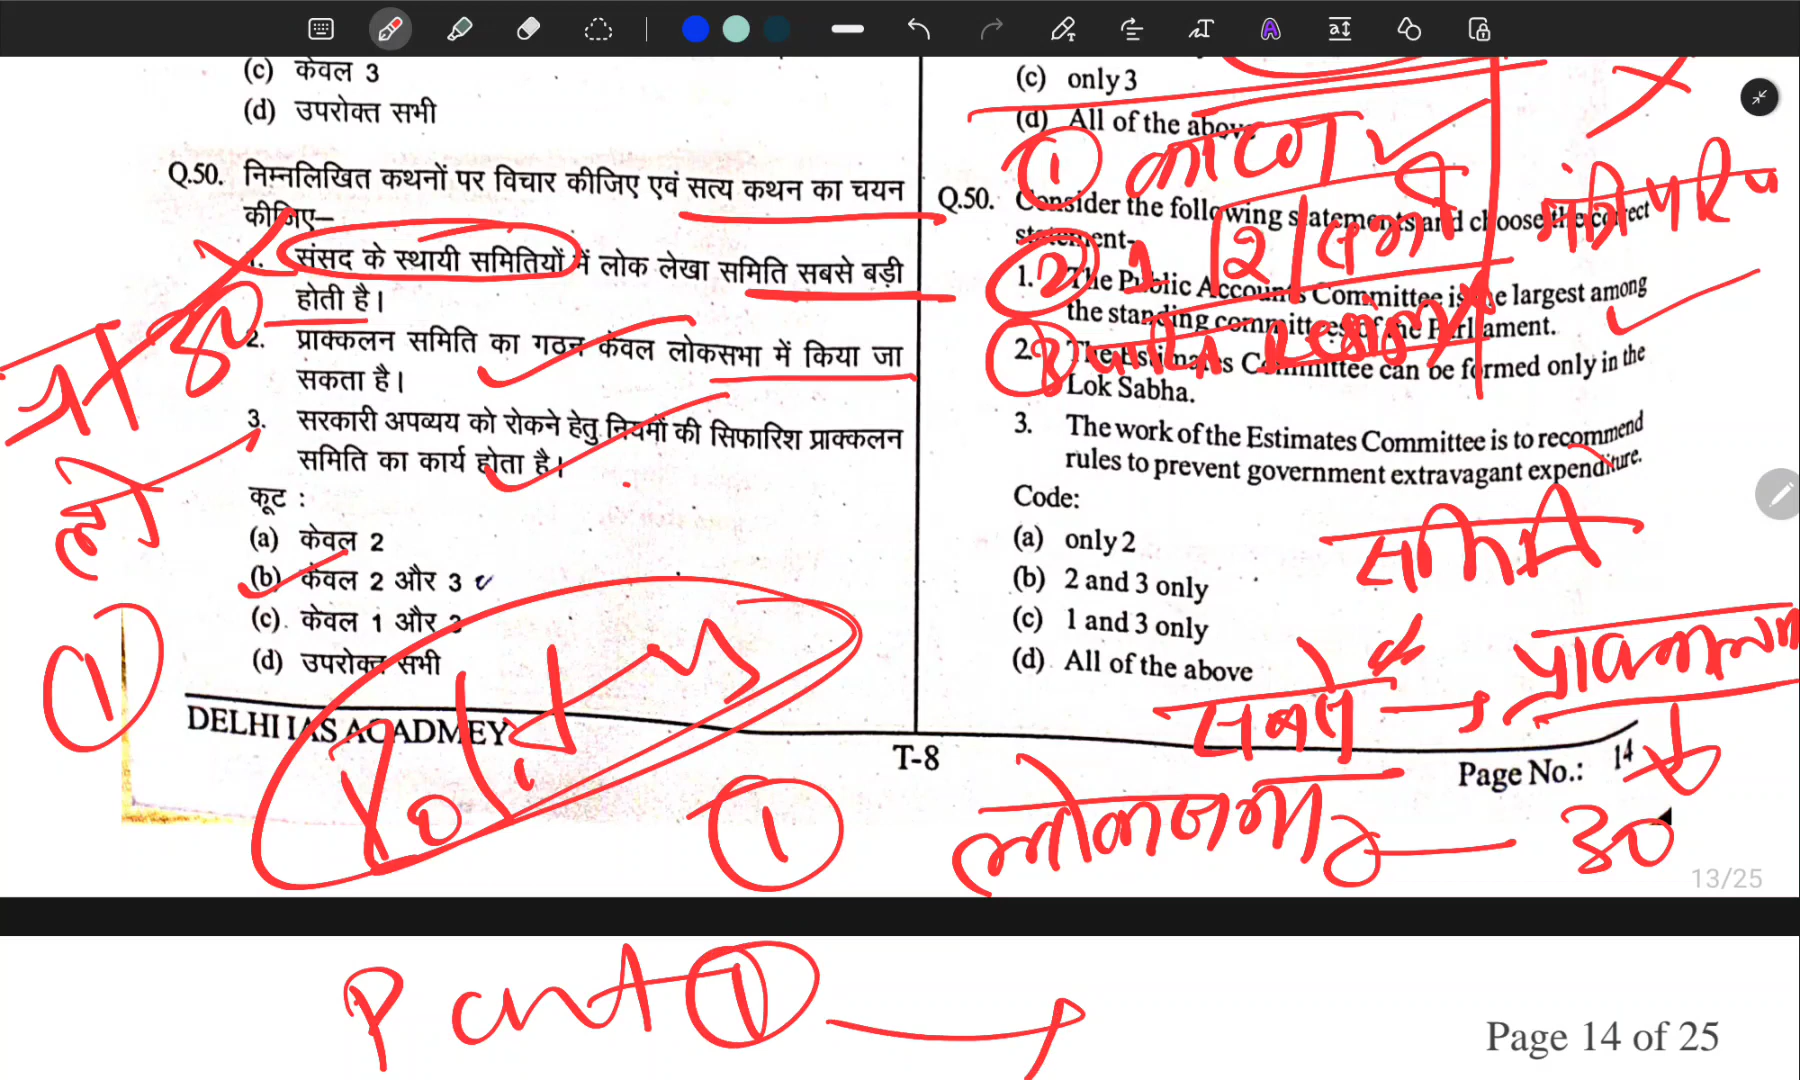 (c) केवल 3
(d) उपरोक्त सभी
Q.50. निम्नलिखित कथनों पर विचार कीजिए एवं सत्य कथन का चयन
कीजिए–
1. संसद के स्थायी समितियों में लोक लेखा समिति सबसे बड़ी
होती है।
2. प्राक्कलन समिति का गठन केवल लोकसभा में किया जा
सकता है।
3. सरकारी अपव्यय को रोकने हेतु नियमों की सिफारिश प्राक्कलन
समिति का कार्य होता है।
कूट :
(a) केवल 2
(b) केवल 2 और 3
(c). केवल 1 और 3
(d) उपरोक्त सभी
DELHI IAS ACADMEY
(c) only 3
(d) All of the above
Q.50. Consider the following statements and choose the correct
statement-
1. The Public Accounts Committee is the largest among
the standing committees of the Parliament.
2. The Estimates Committee can be formed only in the
Lok Sabha.
3. The work of the Estimates Committee is to recommend
rules to prevent government extravagant expenditure.
Code:
(a) only 2
(b) 2 and 3 only
(c) 1 and 3 only
(d) All of the above
T-8
Page No.: 14
1
2
समिति
सबसे
प्राक्कलन
लोकसभा
30
1
1
13/25
Part 1
Page 14 of 25